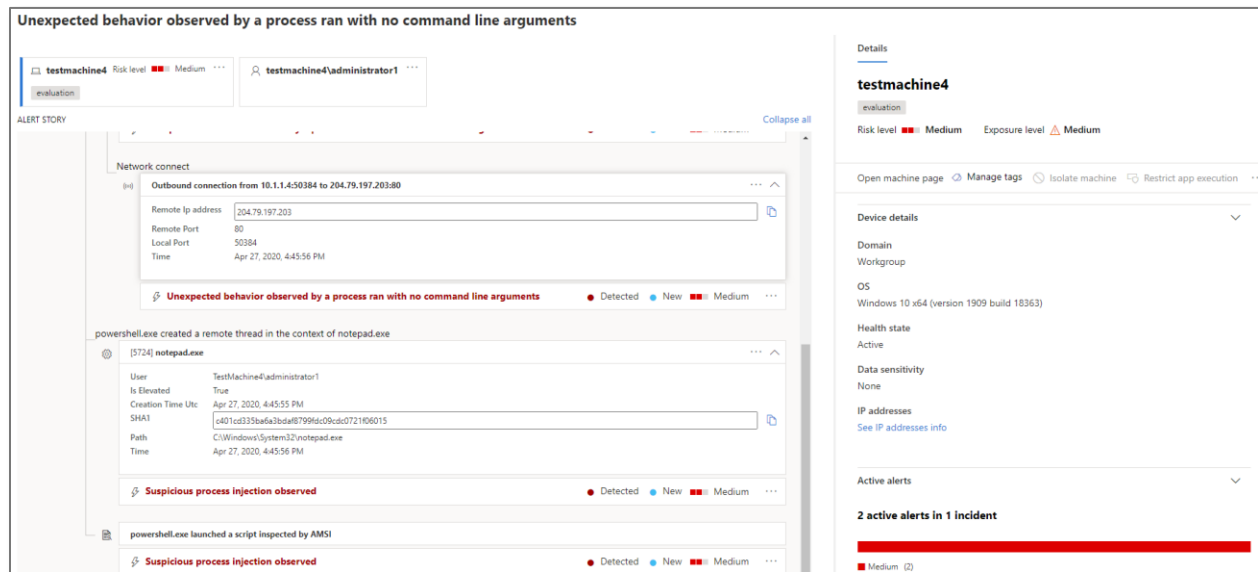 Unexpected behavior observed by a process ran with no command line arguments
testmachine4 Risk level Medium ...
evaluation
testmachine4\administrator1 ...
ALERT STORY
Collapse all
Network connect
Outbound connection from 10.1.1.4:50384 to 204.79.197.203:80
Remote Ip address 204.79.197.203
Remote Port 80
Local Port 50384
Time Apr 27, 2020, 4:45:56 PM
Unexpected behavior observed by a process ran with no command line arguments Detected New Medium ...
powershell.exe created a remote thread in the context of notepad.exe
[5724] notepad.exe
User TestMachine4\administrator1
Is Elevated True
Creation Time Utc Apr 27, 2020, 4:45:55 PM
SHA1 c401cd335ba6a3bdaf8799fdc09cdc0721f06015
Path C:\Windows\System32\notepad.exe
Time Apr 27, 2020, 4:45:56 PM
Suspicious process injection observed Detected New Medium ...
powershell.exe launched a script inspected by AMSI
Suspicious process injection observed Detected New Medium ...
Details
testmachine4
evaluation
Risk level Medium Exposure level Medium
Open machine page Manage tags Isolate machine Restrict app execution ...
Device details
Domain
Workgroup
OS
Windows 10 x64 (version 1909 build 18363)
Health state
Active
Data sensitivity
None
IP addresses
See IP addresses info
Active alerts
2 active alerts in 1 incident
Medium (2)